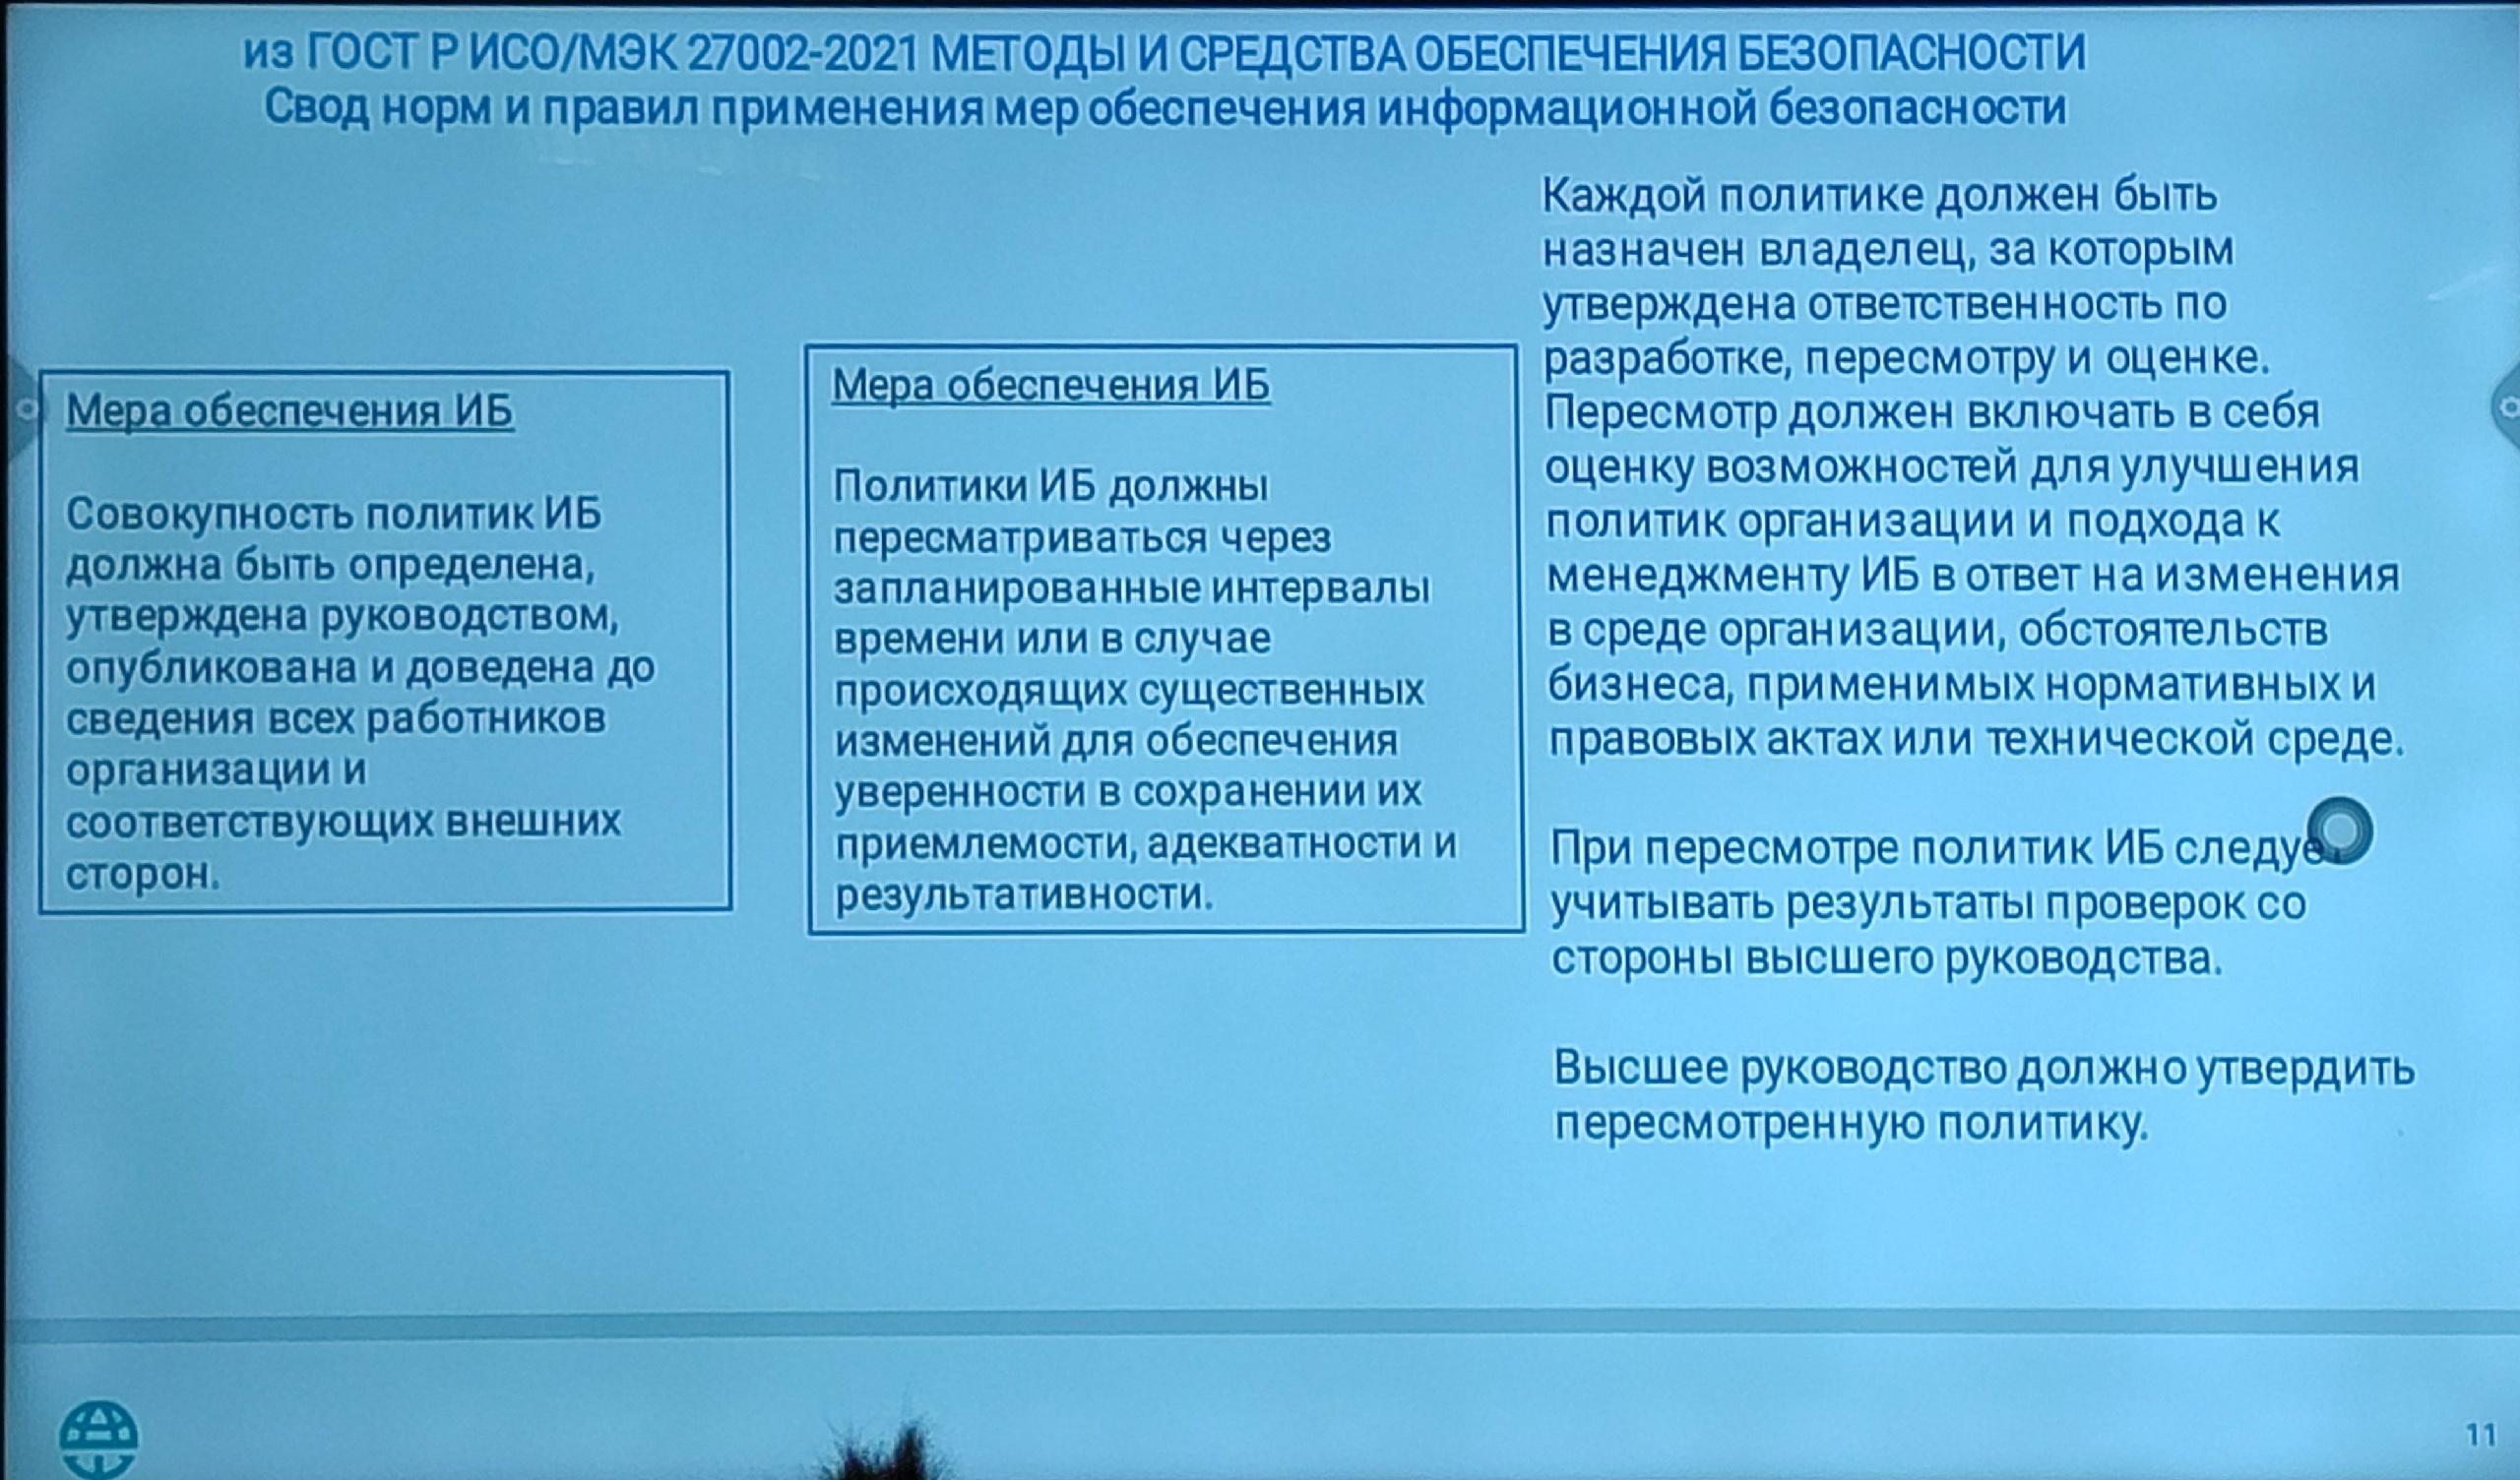 из ГОСТ Р ИСО/МЭК 27002-2021 МЕТОДЫ И СРЕДСТВА ОБЕСПЕЧЕНИЯ БЕЗОПАСНОСТИ
Свод норм и правил применения мер обеспечения информационной безопасности
Мера обеспечения ИБ
Совокупность политик ИБ
должна быть определена,
утверждена руководством,
опубликована и доведена до
сведения всех работников
организации и
соответствующих внешних
сторон.
Мера обеспечения ИБ
Политики ИБ должны
пересматриваться через
запланированные интервалы
времени или в случае
происходящих существенных
изменений для обеспечения
уверенности в сохранении их
приемлемости, адекватности и
результативности.
Каждой политике должен быть
назначен владелец, за которым
утверждена ответственность по
разработке, пересмотру и оценке.
Пересмотр должен включать в себя
оценку возможностей для улучшения
политик организации и подхода к
менеджменту ИБ в ответ на изменения
в среде организации, обстоятельств
бизнеса, применимых нормативных и
правовых актах или технической среде.
При пересмотре политик ИБ
учитывать результаты проверок со
стороны высшего руководства.
Высшее руководство должно утвердить
пересмотренную политику.
11